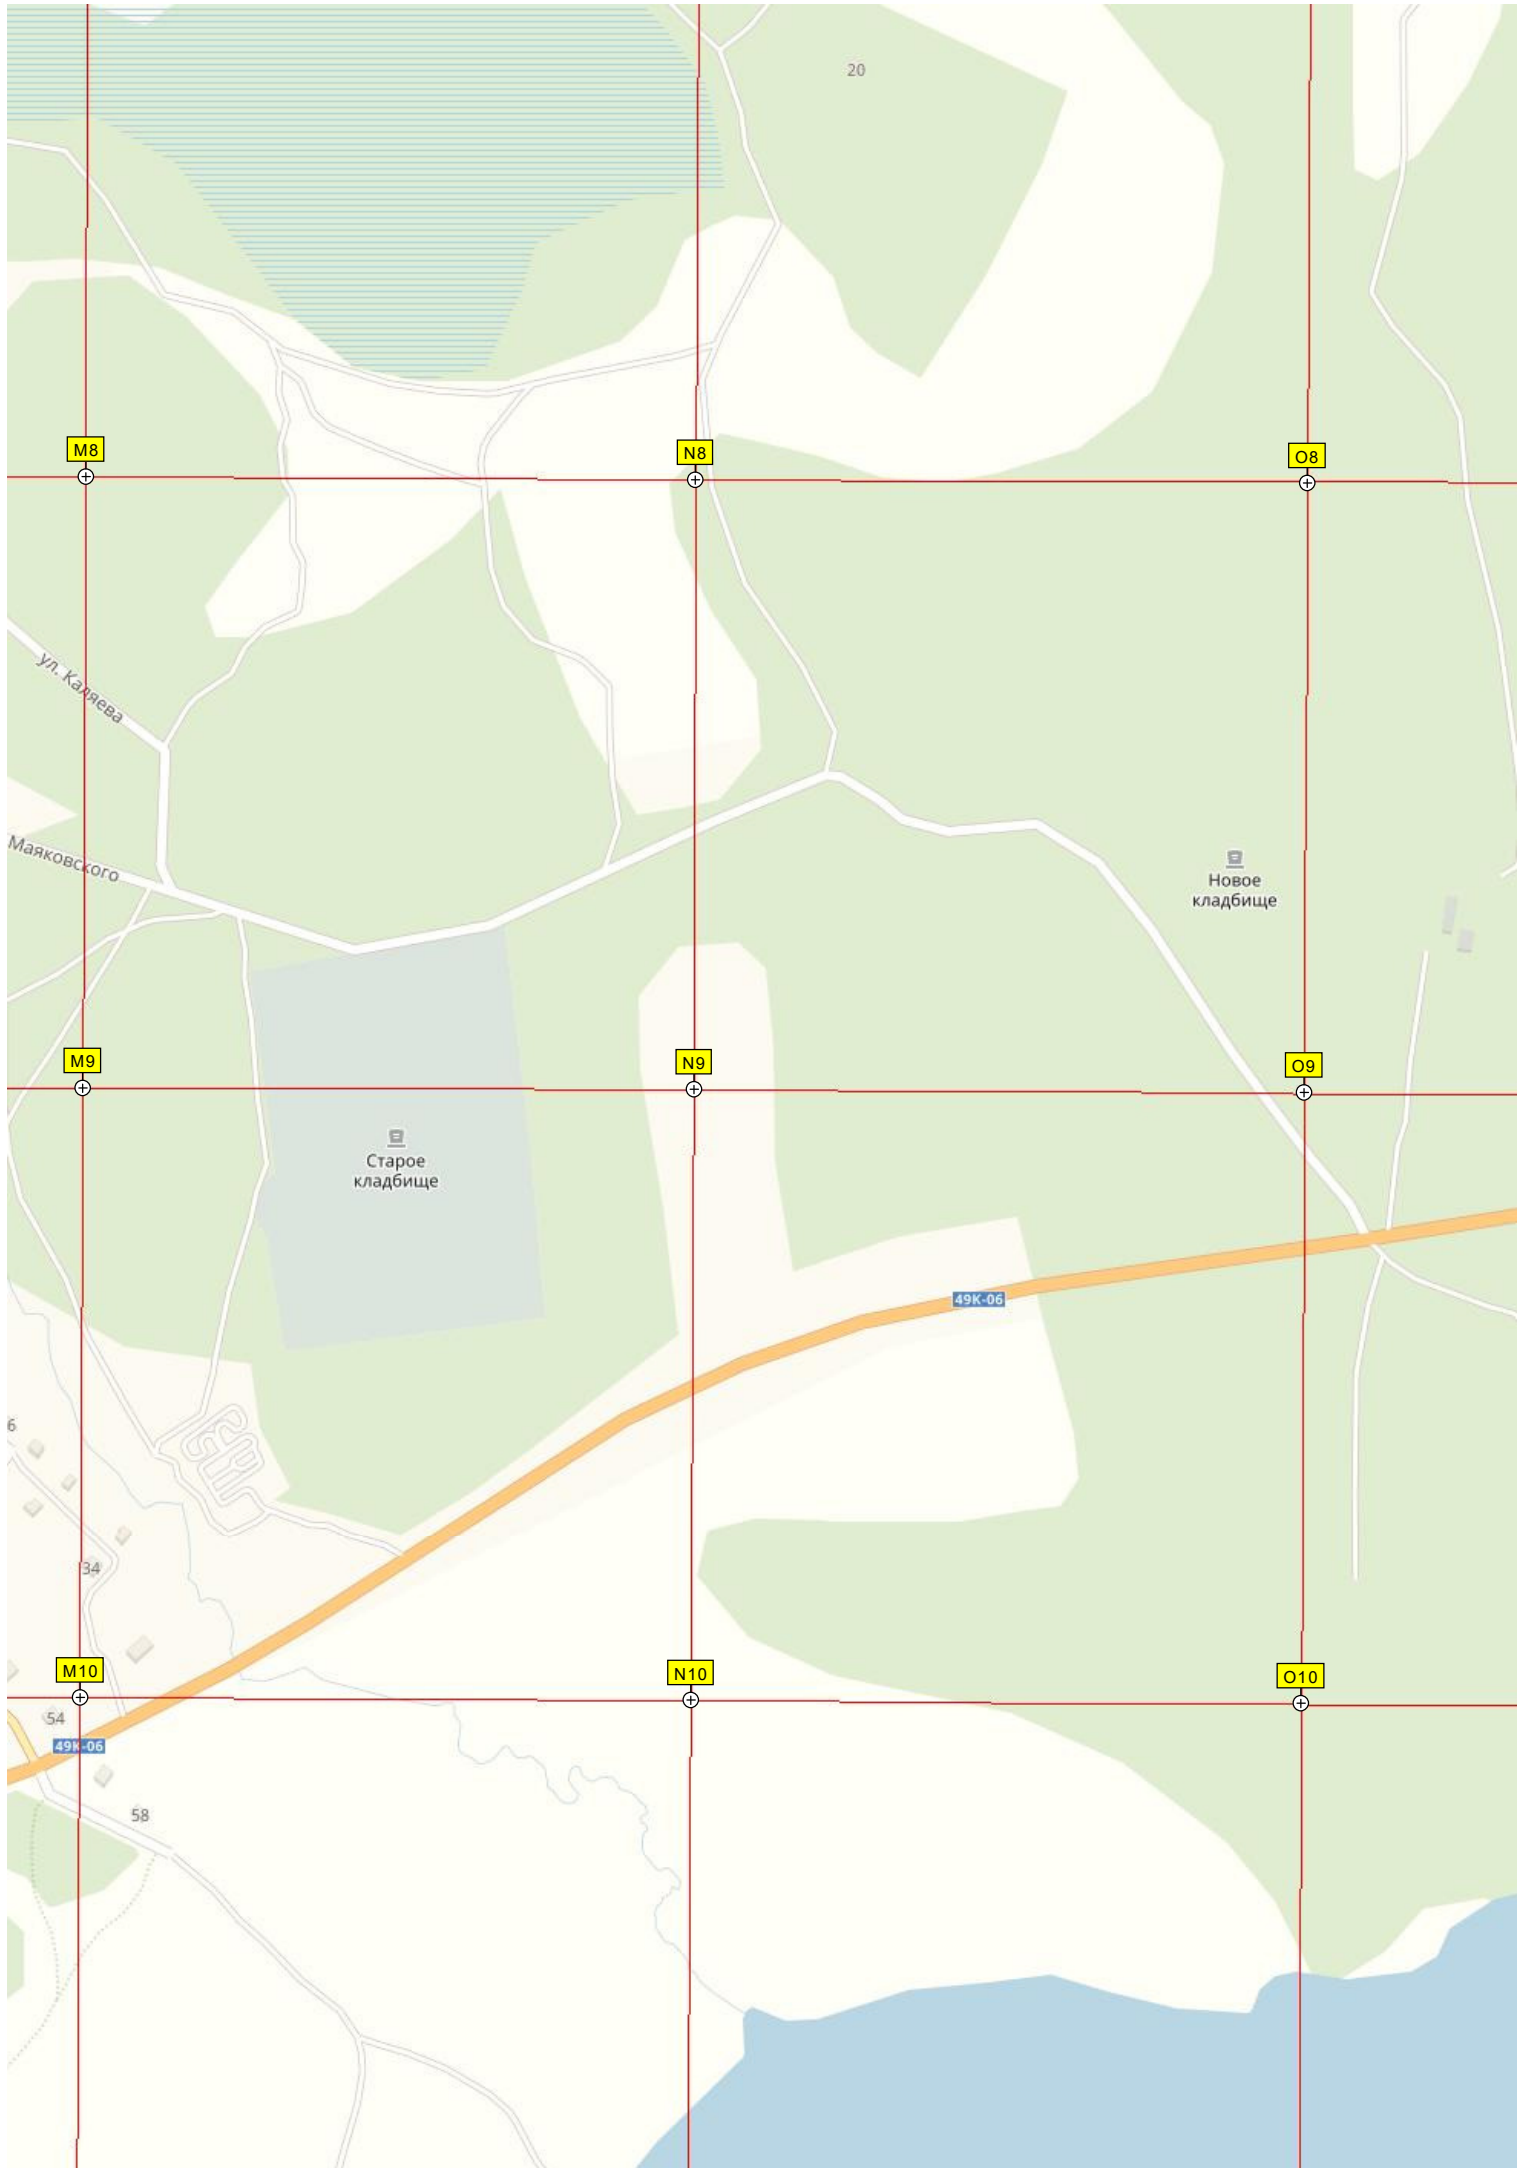 20
M8
N8
O8
ул. Каляева
Маяковского
Новое
кладбище
M9
N9
O9
Старое
кладбище
49К-06
6
34
M10
N10
O10
54
49К-06
58